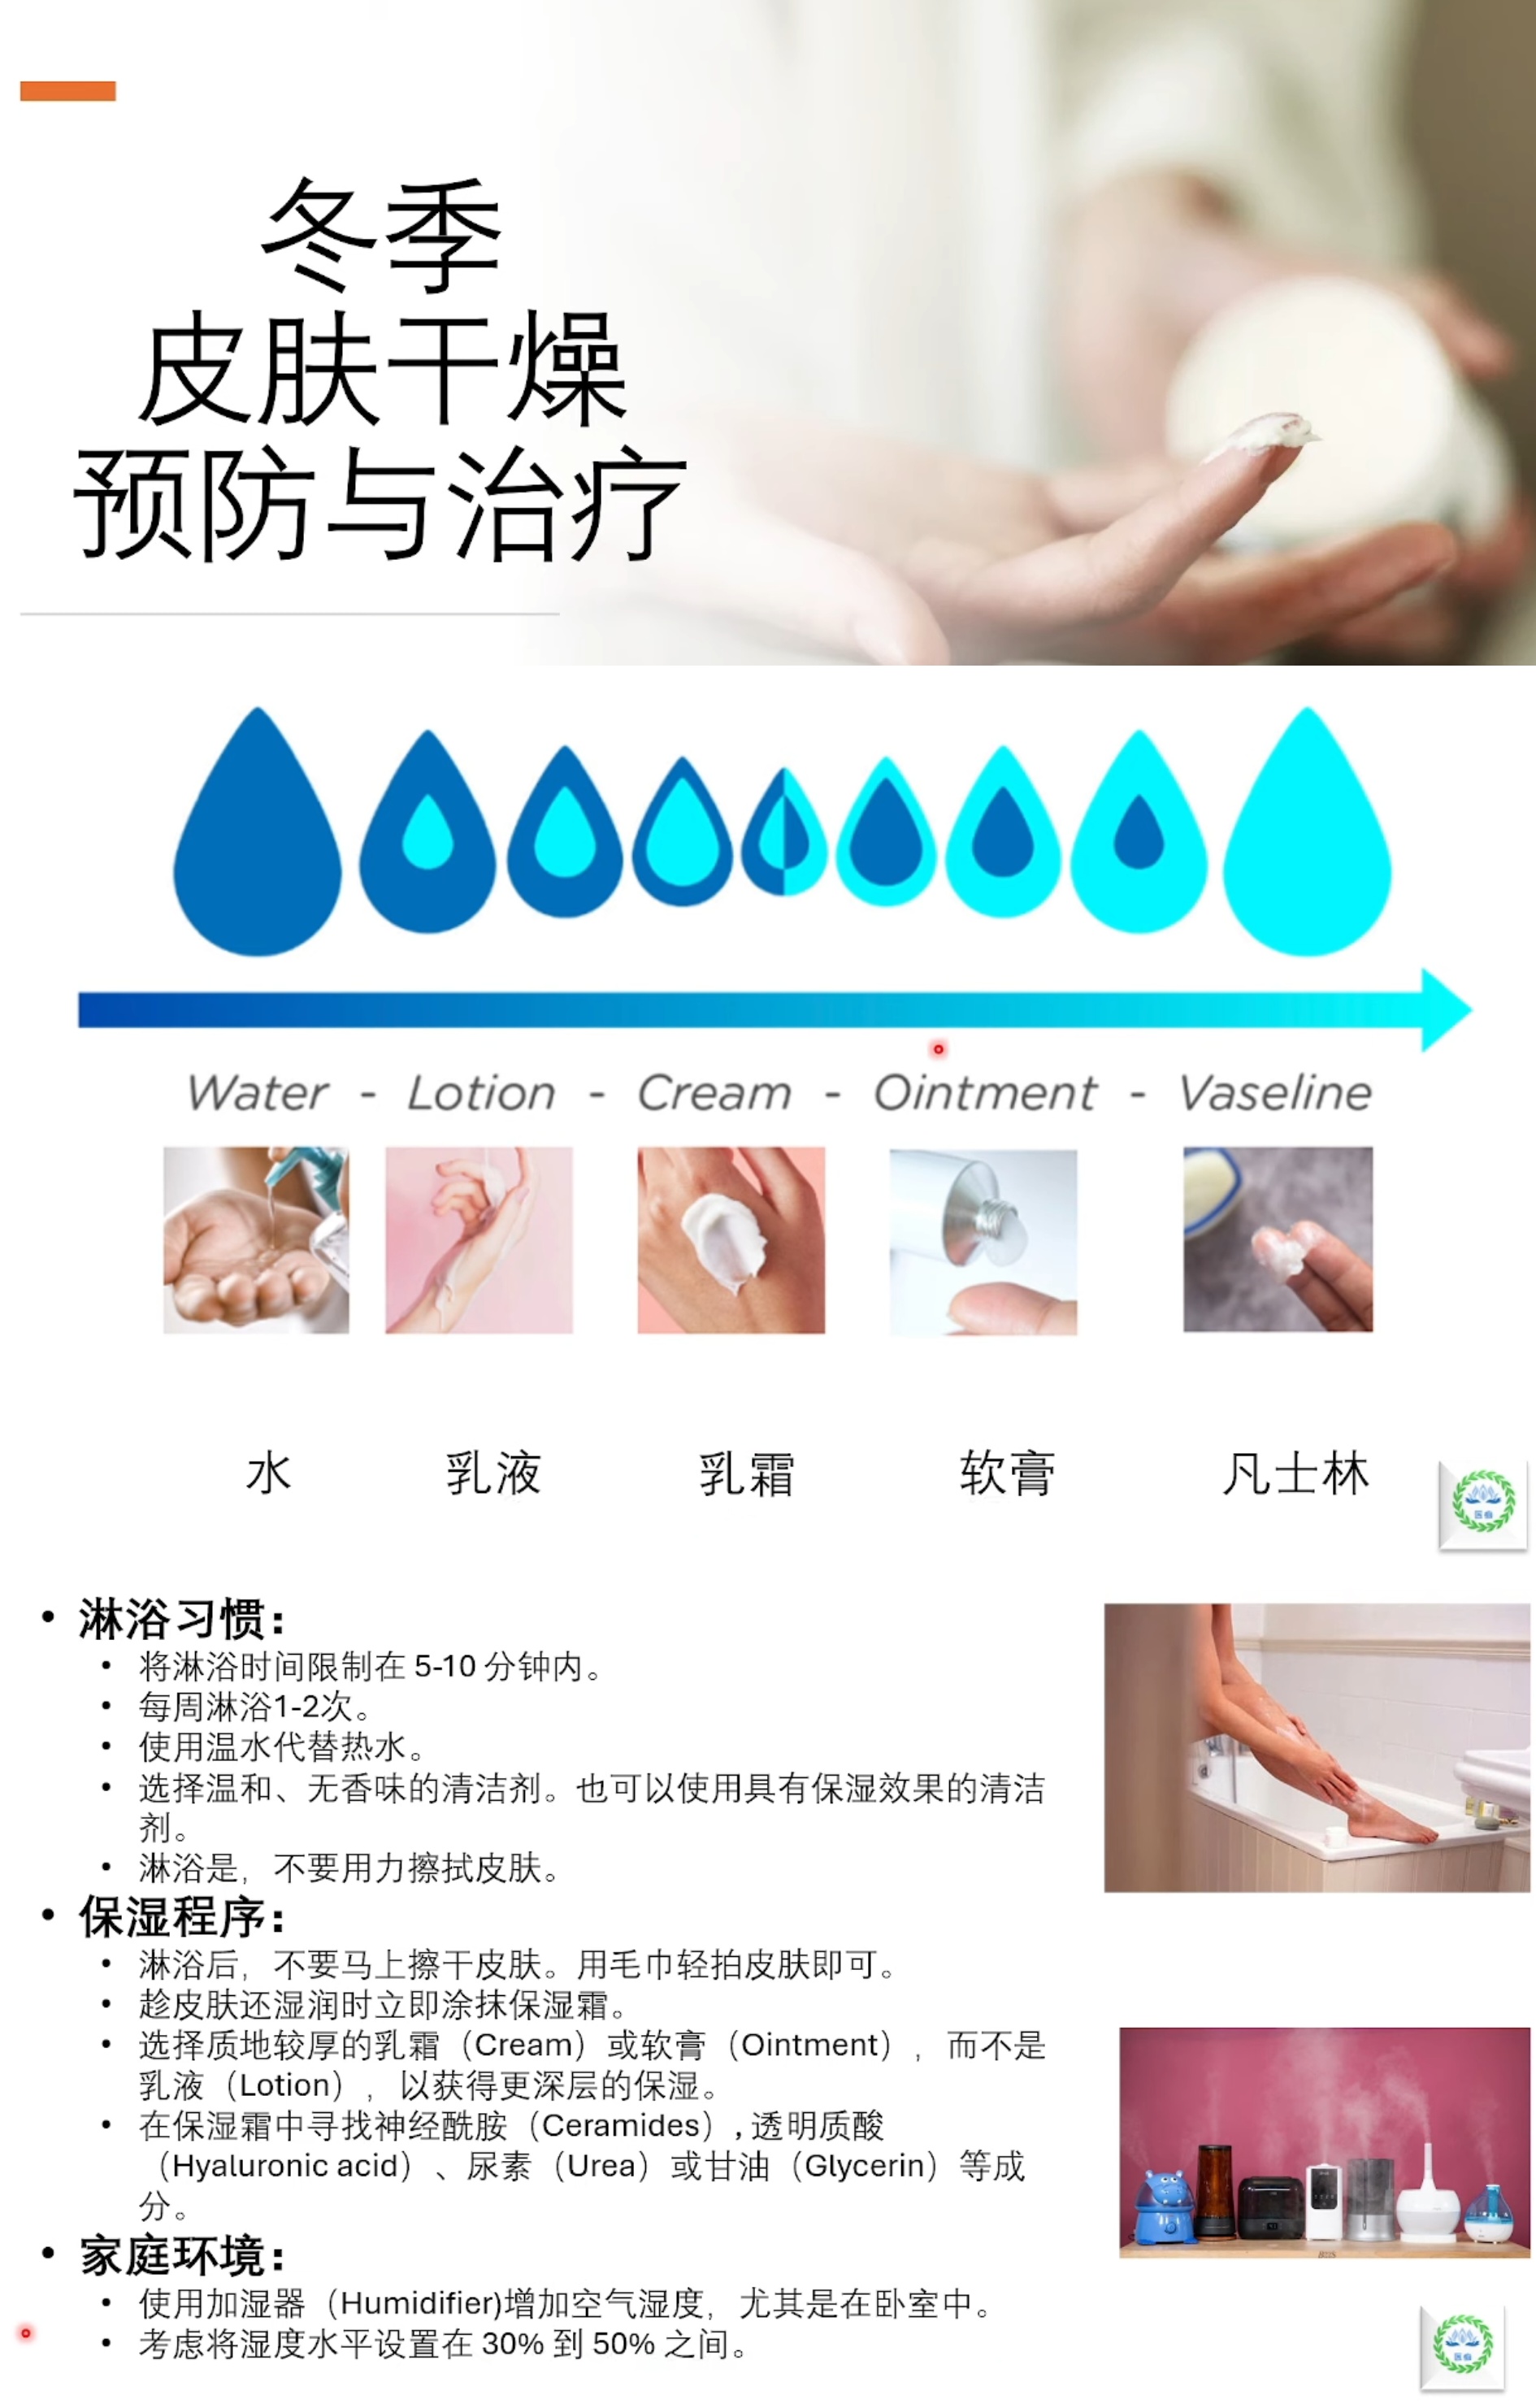 冬季
皮肤干燥
预防与治疗
Water - Lotion - Cream - Ointment - Vaseline
水 乳液 乳霜 软膏 凡士林
• 淋浴习惯：
• 将淋浴时间限制在 5-10 分钟内。
• 每周淋浴1-2次。
• 使用温水代替热水。
• 选择温和、无香味的清洁剂。也可以使用具有保湿效果的清洁
剂。
• 淋浴是，不要用力擦拭皮肤。
• 保湿程序：
• 淋浴后，不要马上擦干皮肤。用毛巾轻拍皮肤即可。
• 趁皮肤还湿润时立即涂抹保湿霜。
• 选择质地较厚的乳霜（Cream）或软膏（Ointment），而不是
乳液（Lotion），以获得更深层的保湿。
• 在保湿霜中寻找神经酰胺（Ceramides）,透明质酸
（Hyaluronic acid）、尿素（Urea）或甘油（Glycerin）等成
分。
• 家庭环境：
• 使用加湿器（Humidifier)增加空气湿度，尤其是在卧室中。
• 考虑将湿度水平设置在 30% 到 50% 之间。